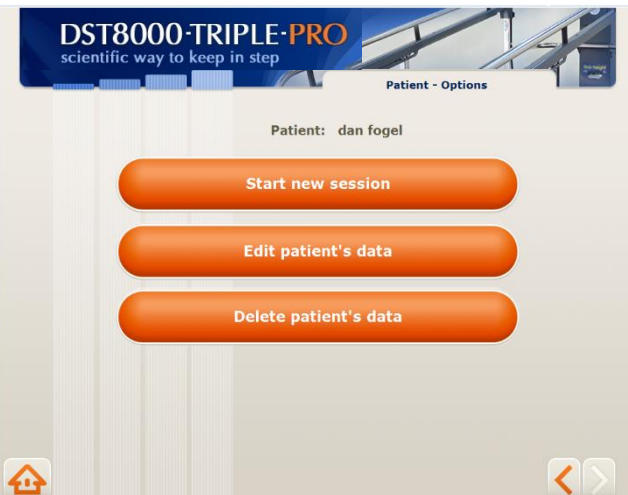 DST8000-TRIPLE-PRO
scientific way to keep in step
Patient - Options
Patient: dan fogel
Start new session
Edit patient's data
Delete patient's data